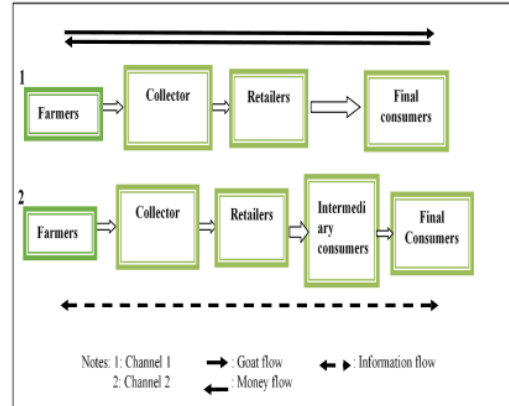 1
Farmers
Collector
Retailers
Final
consumers
2
Farmers
Collector
Retailers
Intermedi
ary
consumers
Final
Consumers
Notes: 1: Channel 1 : Goat flow : Information flow
2: Channel 2 : Money flow